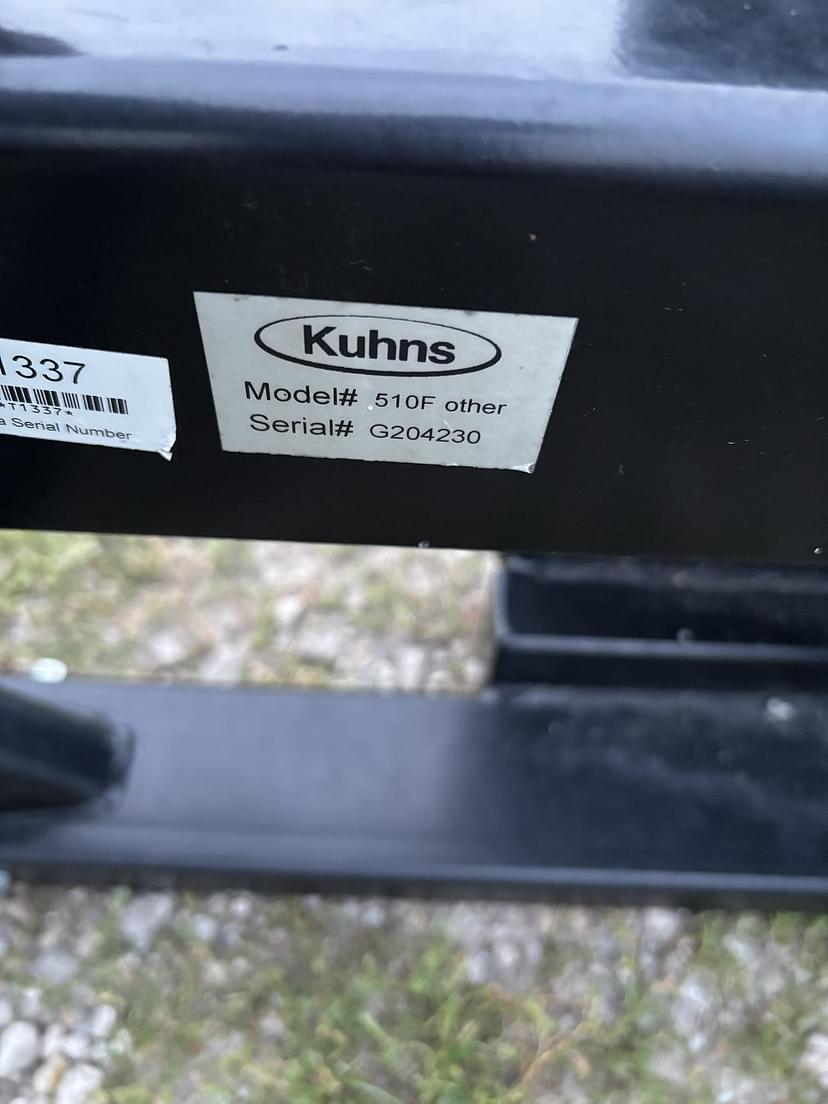 1337
*T1337*
a Serial Number
Kuhns
Model# 510F other
Serial# G204230